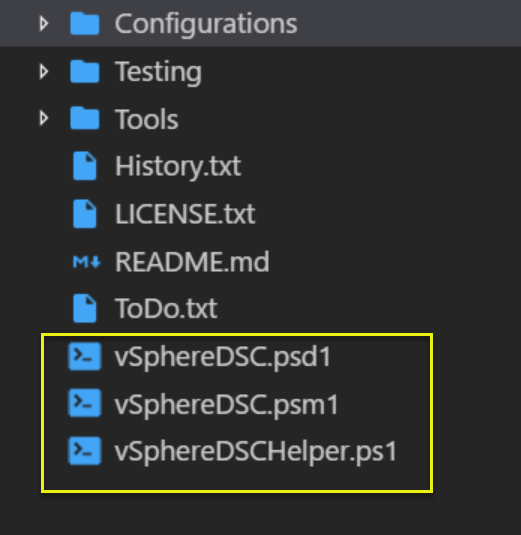 Configurations
Testing
Tools
History.txt
LICENSE.txt
M↓ README.md
ToDo.txt
vSphereDSC.psd1
vSphereDSC.psm1
vSphereDSCHelper.ps1